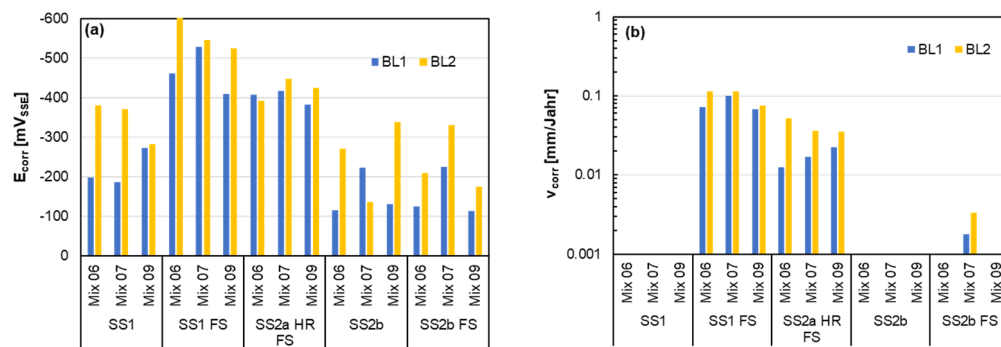 (a)
BL1 BL2
E_corr [mV_SSE]
-600
-500
-400
-300
-200
-100
0
Mix 06 Mix 07 Mix 09 Mix 06 Mix 07 Mix 09 Mix 06 Mix 07 Mix 09 Mix 06 Mix 07 Mix 09 Mix 06 Mix 07 Mix 09
SS1 SS1 FS SS2a HR FS SS2b SS2b FS
(b)
BL1 BL2
v_corr [mm/Jahr]
1
0.1
0.01
0.001
Mix 06 Mix 07 Mix 09 Mix 06 Mix 07 Mix 09 Mix 06 Mix 07 Mix 09 Mix 06 Mix 07 Mix 09 Mix 06 Mix 07 Mix 09
SS1 SS1 FS SS2a HR FS SS2b SS2b FS